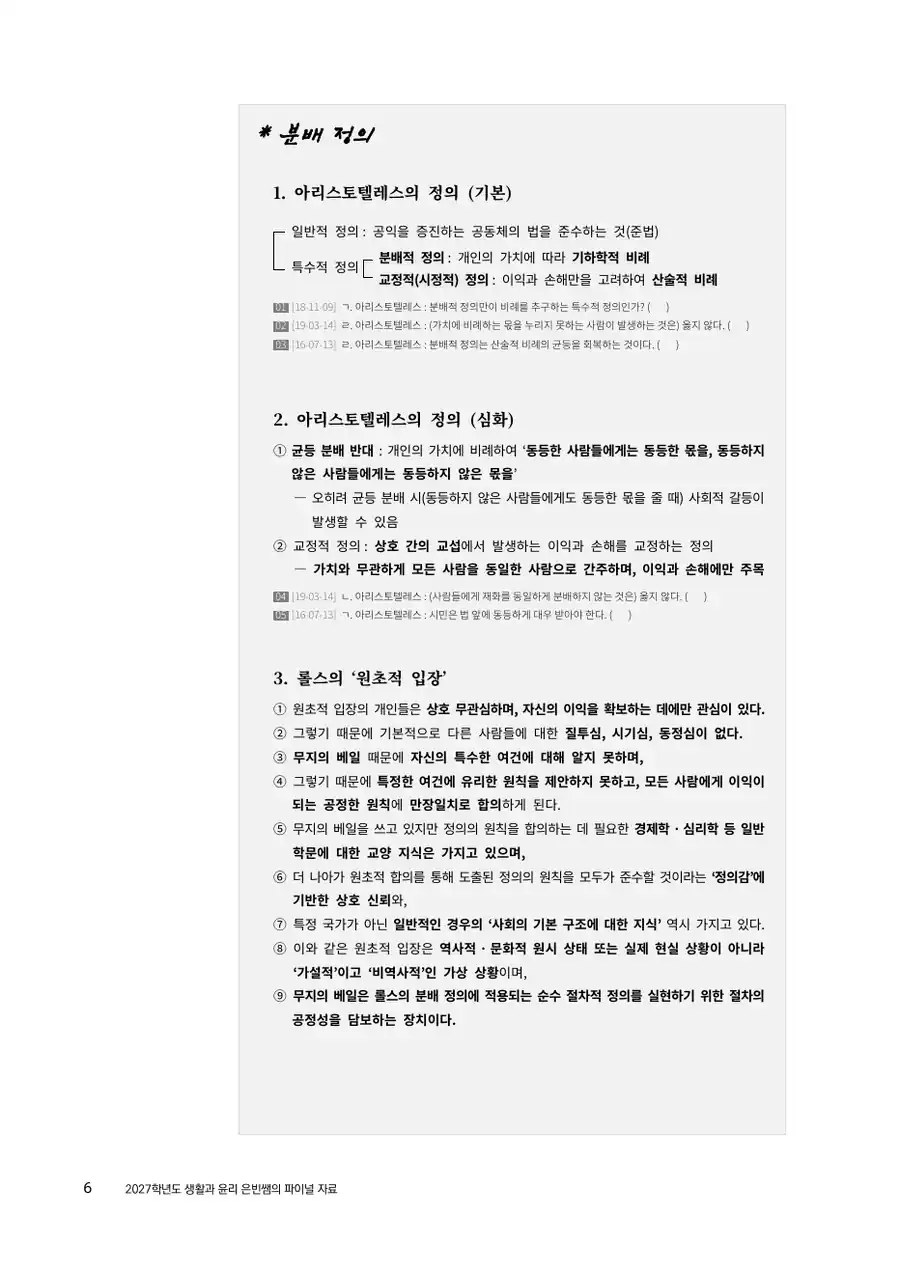 * 분배 정의
1. 아리스토텔레스의 정의 (기본)
일반적 정의 : 공익을 증진하는 공동체의 법을 준수하는 것(준법)
특수적 정의
분배적 정의 : 개인의 가치에 따라 기하학적 비례
교정적(시정적) 정의 : 이익과 손해만을 고려하여 산술적 비례
01 [18-11-09] ㄱ. 아리스토텔레스 : 분배적 정의만이 비례를 추구하는 특수적 정의인가? (    )
02 [19-03-14] ㄹ. 아리스토텔레스 : (가치에 비례하는 몫을 누리지 못하는 사람이 발생하는 것은) 옳지 않다. (    )
03 [16-07-13] ㄹ. 아리스토텔레스 : 분배적 정의는 산술적 비례의 균등을 회복하는 것이다. (    )
2. 아리스토텔레스의 정의 (심화)
① 균등 분배 반대 : 개인의 가치에 비례하여 ‘동등한 사람들에게는 동등한 몫을, 동등하지
않은 사람들에게는 동등하지 않은 몫을’
─ 오히려 균등 분배 시(동등하지 않은 사람들에게도 동등한 몫을 줄 때) 사회적 갈등이
발생할 수 있음
② 교정적 정의 : 상호 간의 교섭에서 발생하는 이익과 손해를 교정하는 정의
─ 가치와 무관하게 모든 사람을 동일한 사람으로 간주하며, 이익과 손해에만 주목
04 [19-03-14] ㄴ. 아리스토텔레스 : (사람들에게 재화를 동일하게 분배하지 않는 것은) 옳지 않다. (    )
05 [16-07-13] ㄱ. 아리스토텔레스 : 시민은 법 앞에 동등하게 대우 받아야 한다. (    )
3. 롤스의 ‘원초적 입장’
① 원초적 입장의 개인들은 상호 무관심하며, 자신의 이익을 확보하는 데에만 관심이 있다.
② 그렇기 때문에 기본적으로 다른 사람들에 대한 질투심, 시기심, 동정심이 없다.
③ 무지의 베일 때문에 자신의 특수한 여건에 대해 알지 못하며,
④ 그렇기 때문에 특정한 여건에 유리한 원칙을 제안하지 못하고, 모든 사람에게 이익이
되는 공정한 원칙에 만장일치로 합의하게 된다.
⑤ 무지의 베일을 쓰고 있지만 정의의 원칙을 합의하는 데 필요한 경제학 · 심리학 등 일반
학문에 대한 교양 지식은 가지고 있으며,
⑥ 더 나아가 원초적 합의를 통해 도출된 정의의 원칙을 모두가 준수할 것이라는 ‘정의감’에
기반한 상호 신뢰와,
⑦ 특정 국가가 아닌 일반적인 경우의 ‘사회의 기본 구조에 대한 지식’ 역시 가지고 있다.
⑧ 이와 같은 원초적 입장은 역사적 · 문화적 원시 상태 또는 실제 현실 상황이 아니라
‘가설적’이고 ‘비역사적’인 가상 상황이며,
⑨ 무지의 베일은 롤스의 분배 정의에 적용되는 순수 절차적 정의를 실현하기 위한 절차의
공정성을 담보하는 장치이다.
6 2027학년도 생활과 윤리 은빈쌤의 파이널 자료